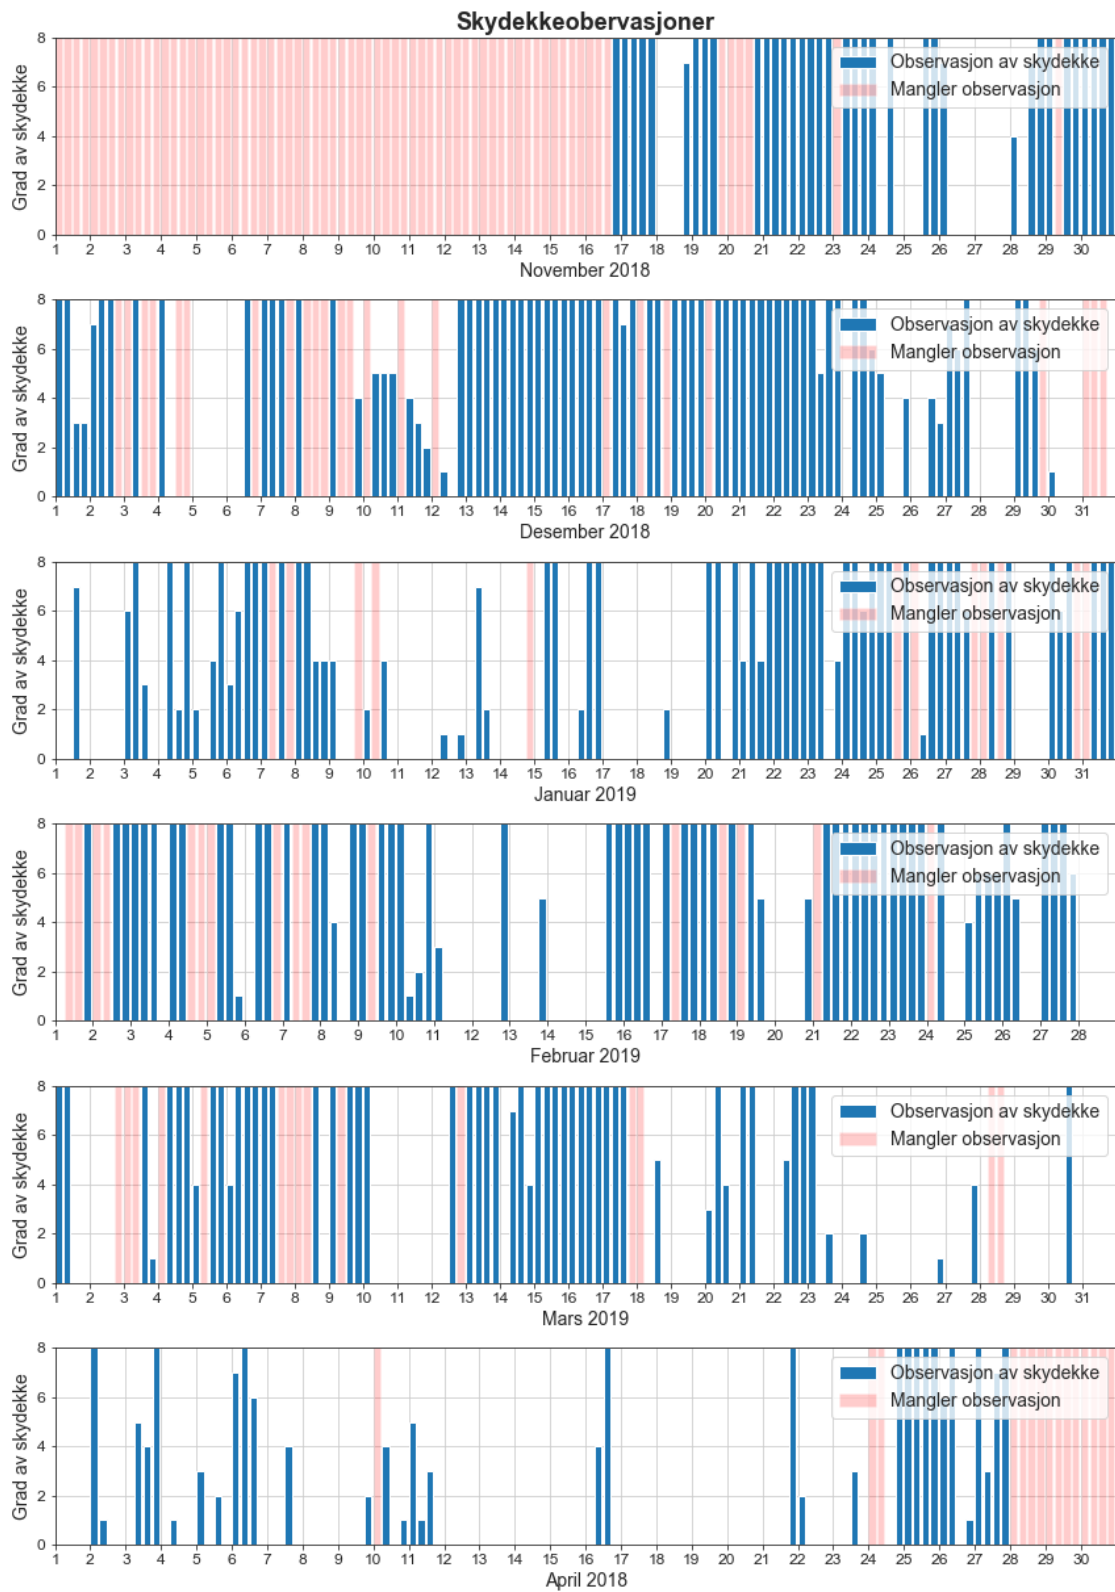 Skydekkeobervasjoner
Grad av skydekke
8
6
4
2
0
Observasjon av skydekke
Mangler observasjon
1 2 3 4 5 6 7 8 9 10 11 12 13 14 15 16 17 18 19 20 21 22 23 24 25 26 27 28 29 30
November 2018
Grad av skydekke
8
6
4
2
0
Observasjon av skydekke
Mangler observasjon
1 2 3 4 5 6 7 8 9 10 11 12 13 14 15 16 17 18 19 20 21 22 23 24 25 26 27 28 29 30 31
Desember 2018
Grad av skydekke
8
6
4
2
0
Observasjon av skydekke
Mangler observasjon
1 2 3 4 5 6 7 8 9 10 11 12 13 14 15 16 17 18 19 20 21 22 23 24 25 26 27 28 29 30 31
Januar 2019
Grad av skydekke
8
6
4
2
0
Observasjon av skydekke
Mangler observasjon
1 2 3 4 5 6 7 8 9 10 11 12 13 14 15 16 17 18 19 20 21 22 23 24 25 26 27 28
Februar 2019
Grad av skydekke
8
6
4
2
0
Observasjon av skydekke
Mangler observasjon
1 2 3 4 5 6 7 8 9 10 11 12 13 14 15 16 17 18 19 20 21 22 23 24 25 26 27 28 29 30 31
Mars 2019
Grad av skydekke
8
6
4
2
0
Observasjon av skydekke
Mangler observasjon
1 2 3 4 5 6 7 8 9 10 11 12 13 14 15 16 17 18 19 20 21 22 23 24 25 26 27 28 29 30
April 2018